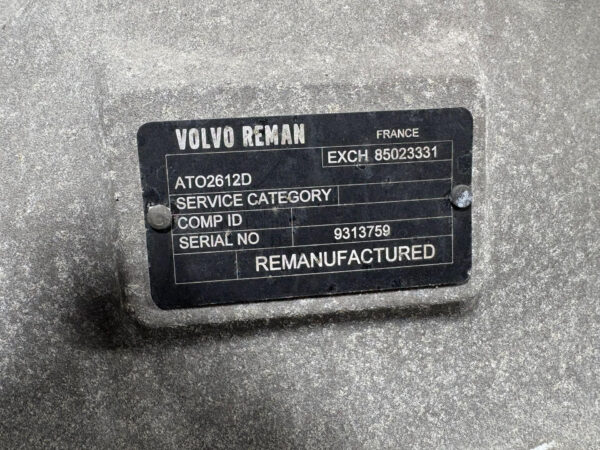 VOLVO REMAN FRANCE
EXCH 85023331
ATO2612D
SERVICE CATEGORY
COMP ID
SERIAL NO 9313759
REMANUFACTURED